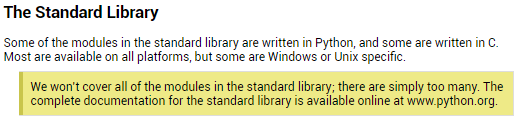 The Standard Library
Some of the modules in the standard library are written in Python, and some are written in C.
Most are available on all platforms, but some are Windows or Unix specific.
We won't cover all of the modules in the standard library; there are simply too many. The
complete documentation for the standard library is available online at www.python.org.